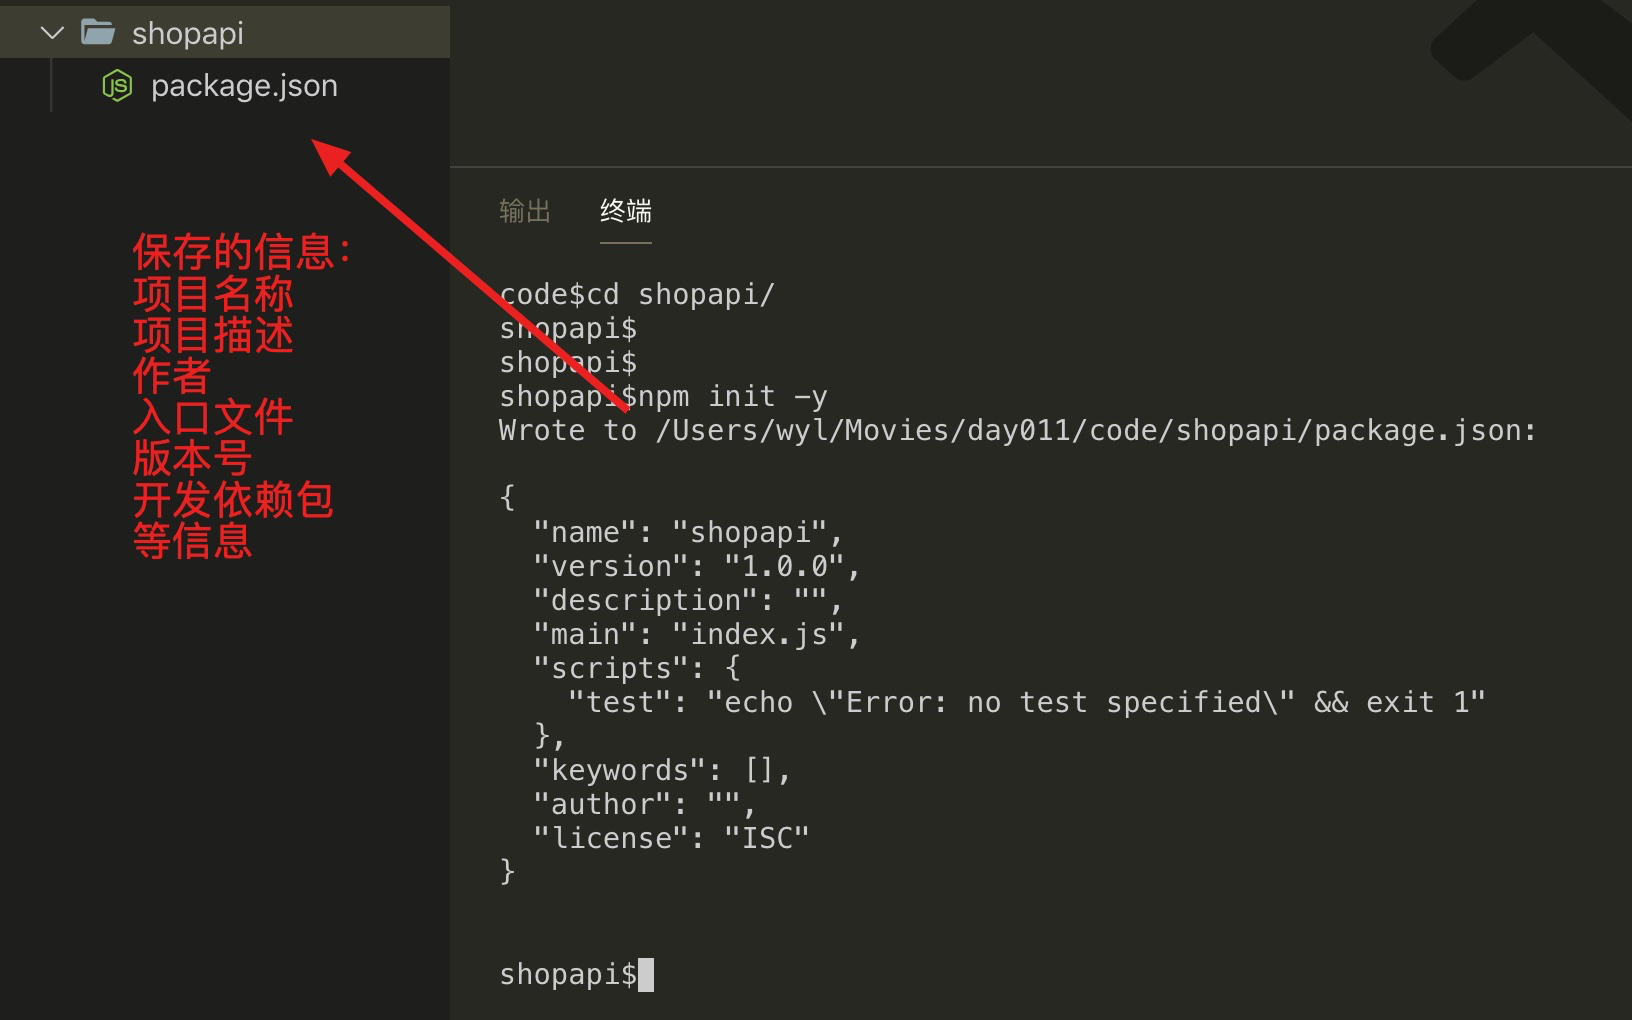 shopapi
package.json
保存的信息：
项目名称
项目描述
作者
入口文件
版本号
开发依赖包
等信息
输出 终端
code$cd shopapi/
shopapi$
shopapi$
shopapi$npm init -y
Wrote to /Users/wyl/Movies/day011/code/shopapi/package.json:
{
"name": "shopapi",
"version": "1.0.0",
"description": "",
"main": "index.js",
"scripts": {
"test": "echo \"Error: no test specified\" && exit 1"
},
"keywords": [],
"author": "",
"license": "ISC"
}
shopapi$